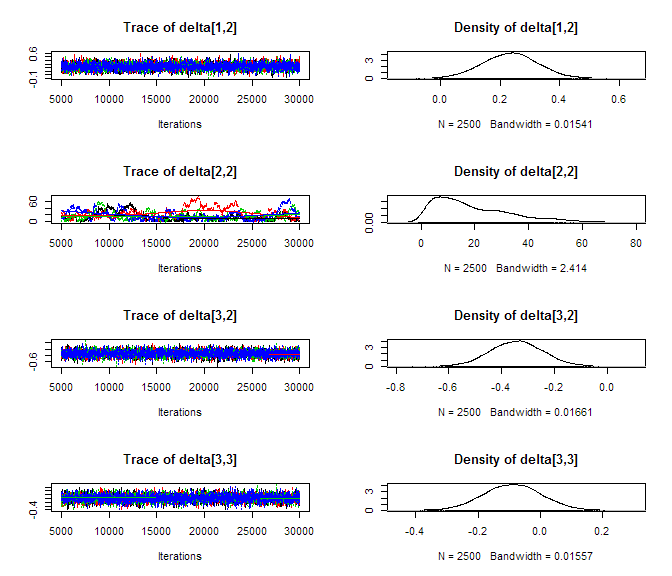 Trace of delta[1,2]
Density of delta[1,2]
-0.1 0.6
0 3
5000 10000 15000 20000 25000 30000
0.0 0.2 0.4 0.6
Iterations
N = 2500 Bandwidth = 0.01541
Trace of delta[2,2]
Density of delta[2,2]
0 60
0.00
5000 10000 15000 20000 25000 30000
0 20 40 60 80
Iterations
N = 2500 Bandwidth = 2.414
Trace of delta[3,2]
Density of delta[3,2]
-0.6
0 3
5000 10000 15000 20000 25000 30000
-0.8 -0.6 -0.4 -0.2 0.0
Iterations
N = 2500 Bandwidth = 0.01661
Trace of delta[3,3]
Density of delta[3,3]
-0.4
0 3
5000 10000 15000 20000 25000 30000
-0.4 -0.2 0.0 0.2
Iterations
N = 2500 Bandwidth = 0.01557